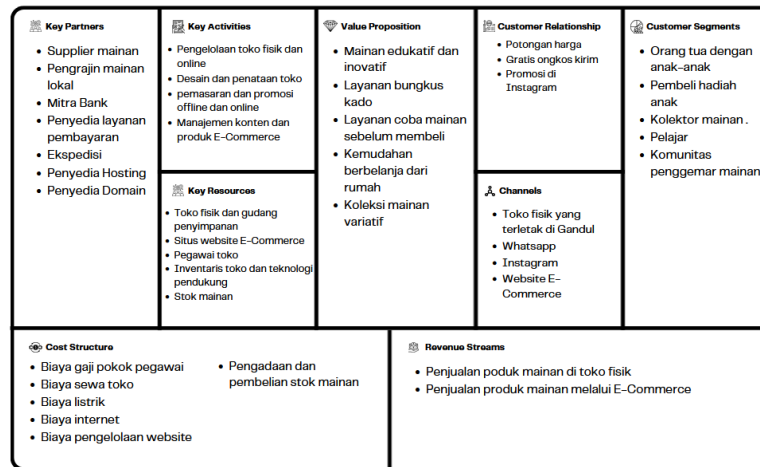 Key Partners
Supplier mainan
Pengrajin mainan
lokal
Mitra Bank
Penyedia layanan
pembayaran
Ekspedisi
Penyedia Hosting
Penyedia Domain
Key Activities
Pengelolaan toko fisik dan
online
Desain dan penataan toko
pemasaran dan promosi
offline dan online
Manajemen konten dan
produk E-Commerce
Key Resources
Toko fisik dan gudang
penyimpanan
Situs website E-Commerce
Pegawai toko
Inventaris toko dan teknologi
pendukung
Stok mainan
Value Proposition
Mainan edukatif dan
inovatif
Layanan bungkus
kado
Layanan coba mainan
sebelum membeli
Kemudahan
berbelanja dari
rumah
Koleksi mainan
variatif
Customer Relationship
Potongan harga
Gratis ongkos kirim
Promosi di
Instagram
Channels
Toko fisik yang
terletak di Gandul
Whatsapp
Instagram
Website E-
Commerce
Customer Segments
Orang tua dengan
anak-anak
Pembeli hadiah
anak
Kolektor mainan .
Pelajar
Komunitas
penggemar mainan
Cost Structure
Biaya gaji pokok pegawai
Biaya sewa toko
Biaya listrik
Biaya internet
Biaya pengelolaan website
Pengadaan dan
pembelian stok mainan
Revenue Streams
Penjualan poduk mainan di toko fisik
Penjualan produk mainan melalui E-Commerce